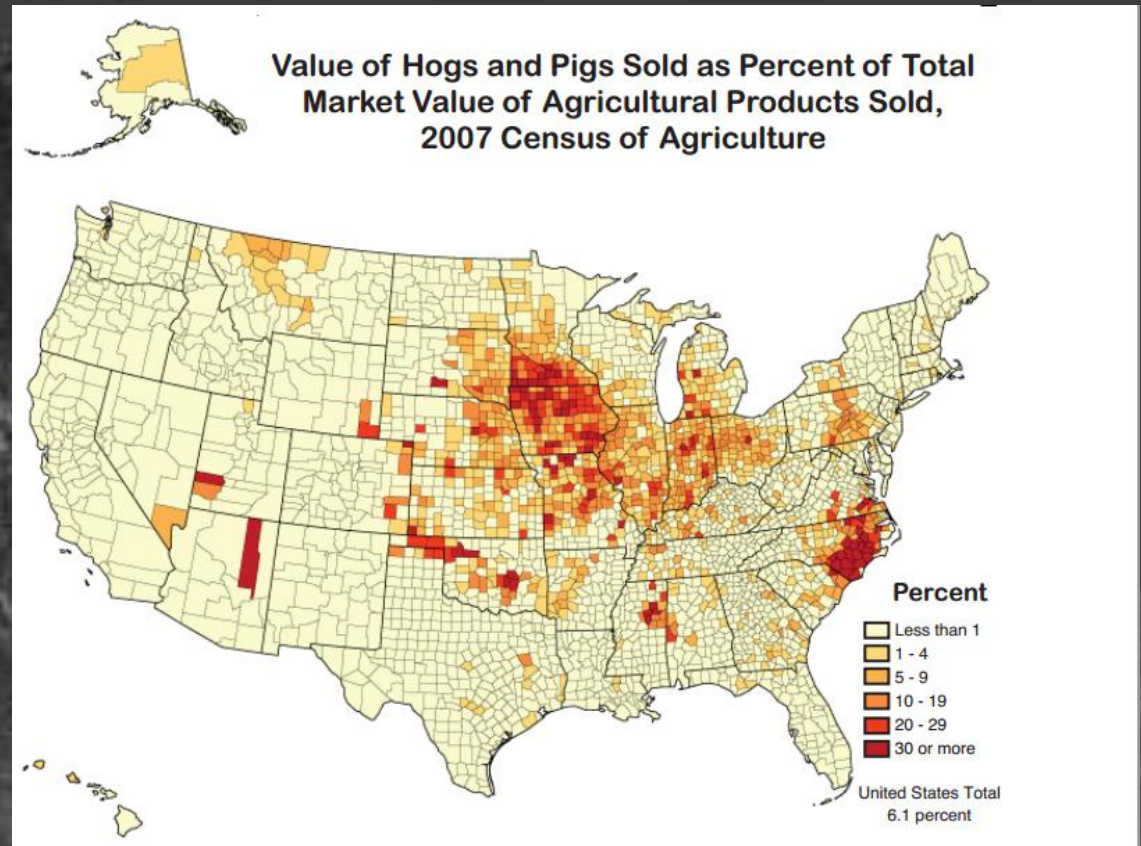 Value of Hogs and Pigs Sold as Percent of Total
Market Value of Agricultural Products Sold,
2007 Census of Agriculture
Percent
Less than 1
1 - 4
5 - 9
10 - 19
20 - 29
30 or more
United States Total
6.1 percent